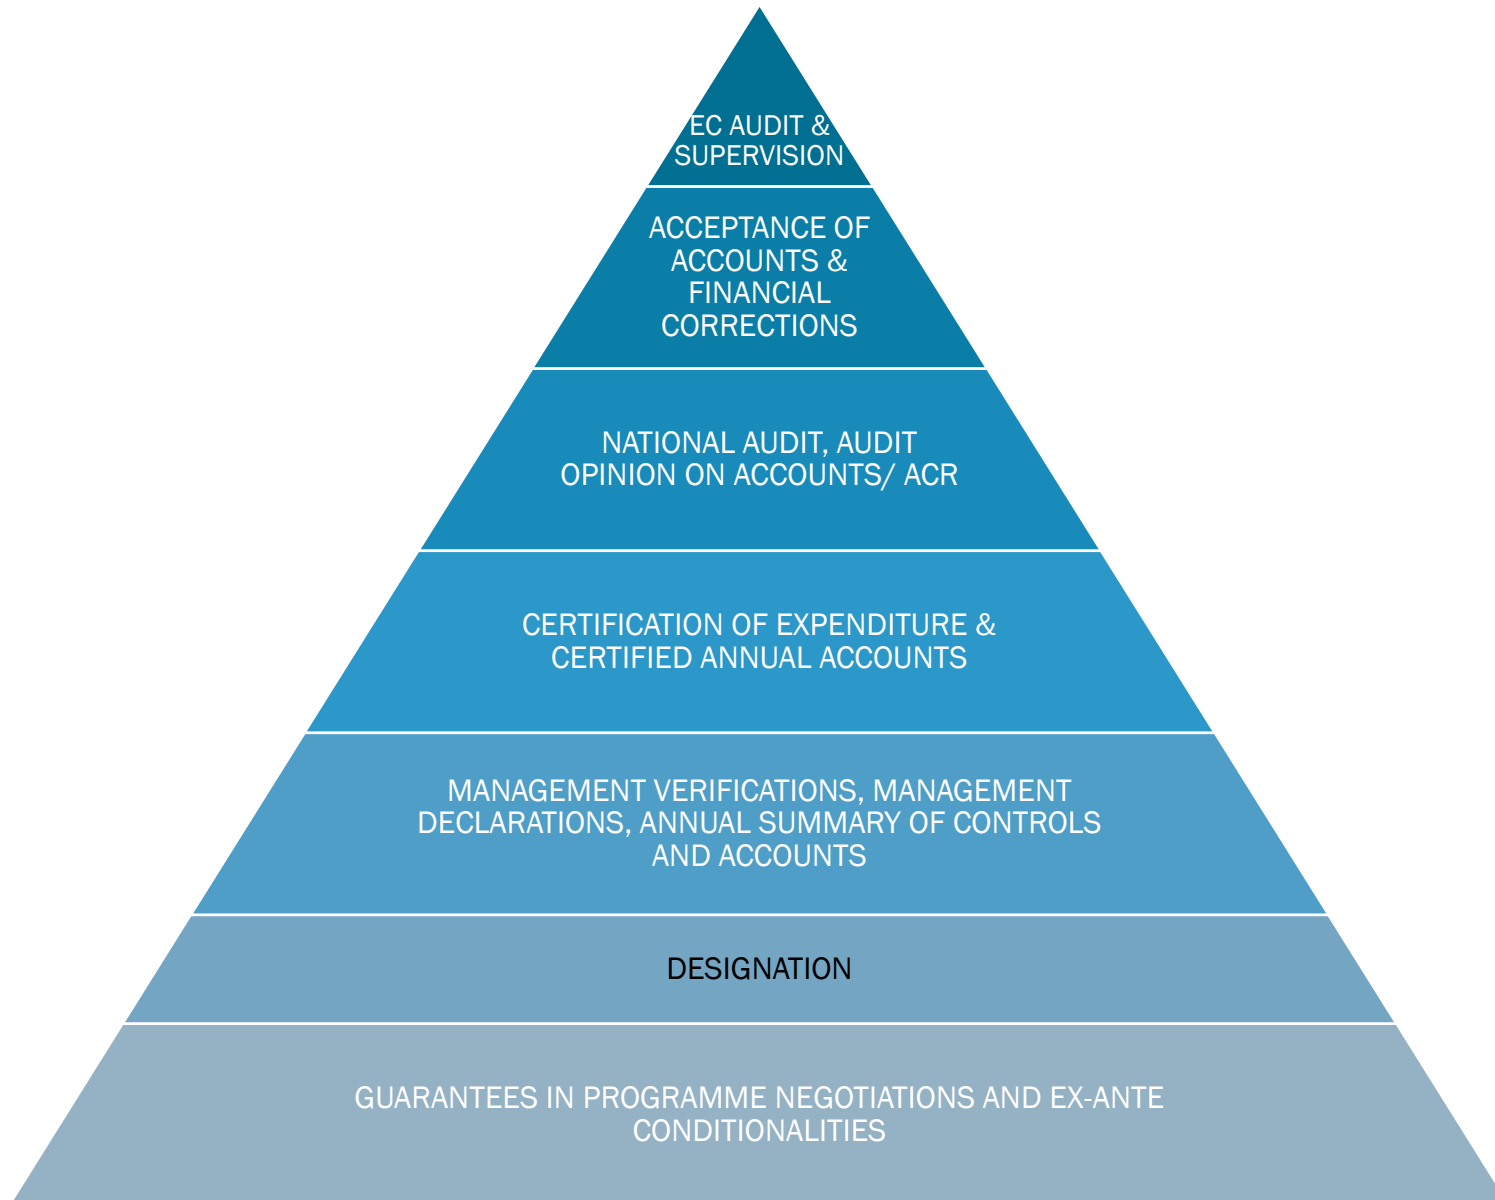 EC AUDIT &
SUPERVISION
ACCEPTANCE OF
ACCOUNTS &
FINANCIAL
CORRECTIONS
NATIONAL AUDIT, AUDIT
OPINION ON ACCOUNTS/ ACR
CERTIFICATION OF EXPENDITURE &
CERTIFIED ANNUAL ACCOUNTS
MANAGEMENT VERIFICATIONS, MANAGEMENT
DECLARATIONS, ANNUAL SUMMARY OF CONTROLS
AND ACCOUNTS
DESIGNATION
GUARANTEES IN PROGRAMME NEGOTIATIONS AND EX-ANTE
CONDITIONALITIES